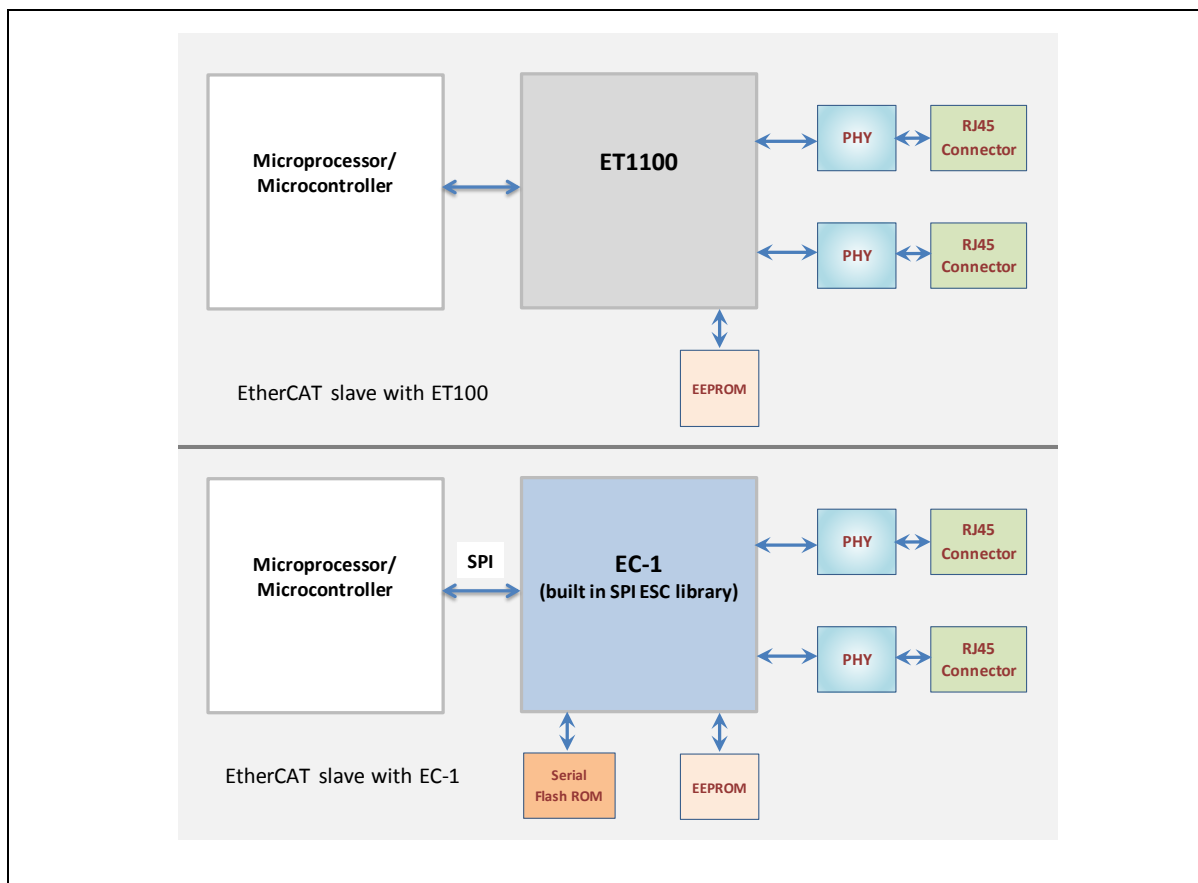 Microprocessor/
Microcontroller
ET1100
PHY
RJ45
Connector
PHY
RJ45
Connector
EEPROM
EtherCAT slave with ET100
Microprocessor/
Microcontroller
SPI
EC-1
(built in SPI ESC library)
PHY
RJ45
Connector
PHY
RJ45
Connector
Serial
Flash ROM
EEPROM
EtherCAT slave with EC-1